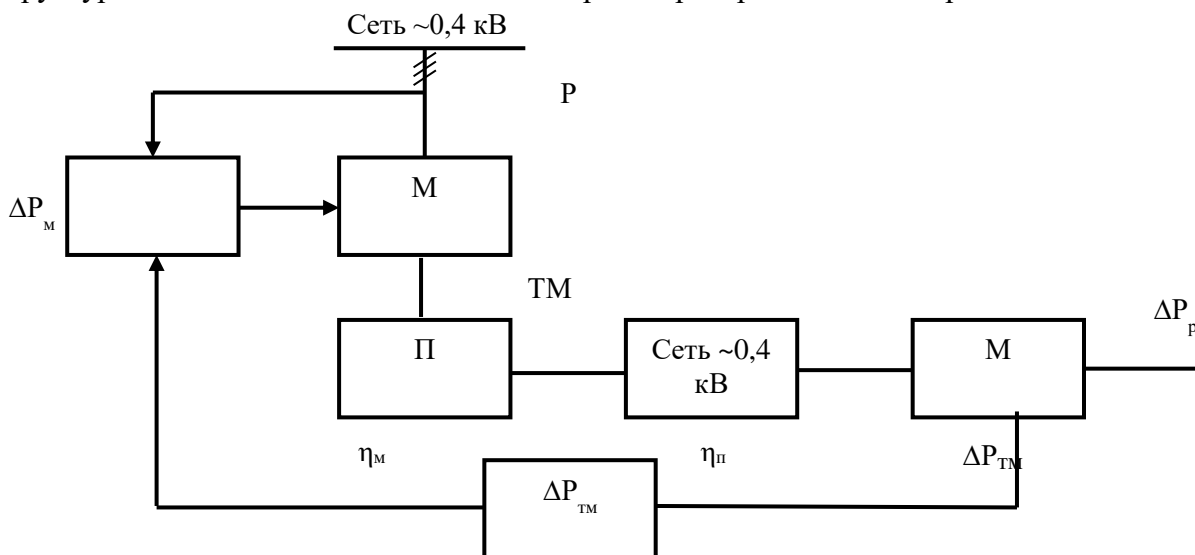 Сеть ~0,4 кВ
P
М
ΔPм
ТМ
ΔPр
П
Сеть ~0,4
кВ
М
ηм
ηп
ΔPТМ
ΔPтм